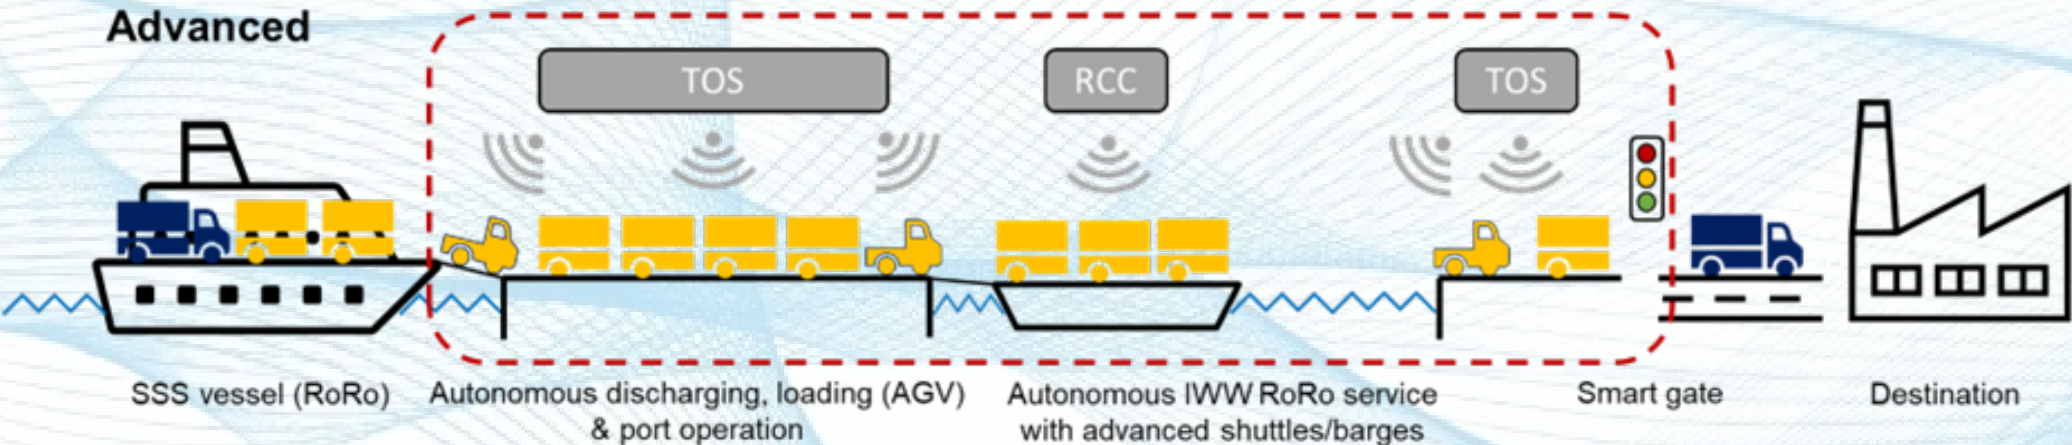 Advanced
TOS
RCC
TOS
SSS vessel (RoRo)
Autonomous discharging, loading (AGV)
& port operation
Autonomous IWW RoRo service
with advanced shuttles/barges
Smart gate
Destination